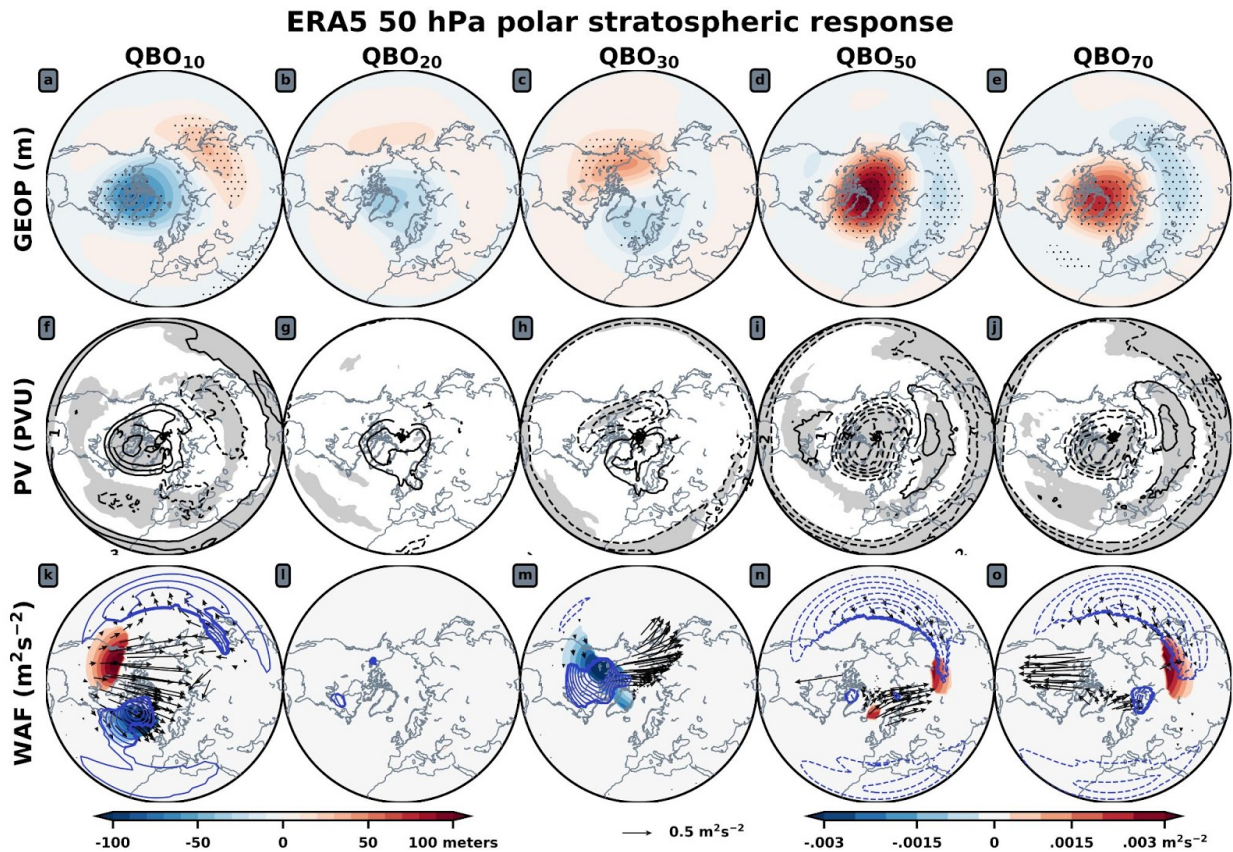 ERA5 50 hPa polar stratospheric response
QBO₁₀ QBO₂₀ QBO₃₀ QBO₅₀ QBO₇₀
a b c d e
GEOP (m)
f g h i j
PV (PVU)
k l m n o
WAF (m²s⁻²)
-100 -50 0 50 100 meters
0.5 m²s⁻²
-.003 -.0015 0 .0015 .003 m²s⁻²